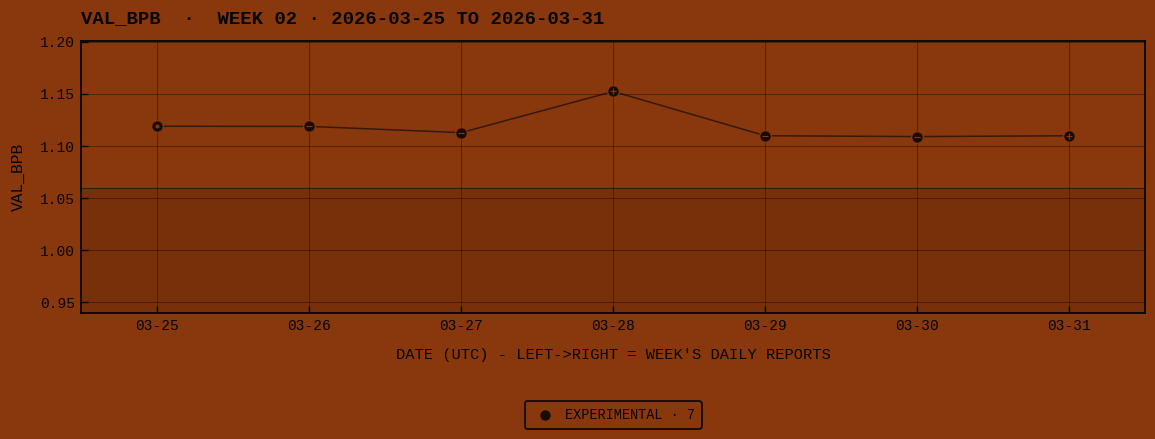 VAL_BPB · WEEK 02 · 2026-03-25 TO 2026-03-31
1.20
1.15
1.10
1.05
1.00
0.95
VAL_BPB
03-25 03-26 03-27 03-28 03-29 03-30 03-31
DATE (UTC) - LEFT->RIGHT = WEEK'S DAILY REPORTS
EXPERIMENTAL · 7